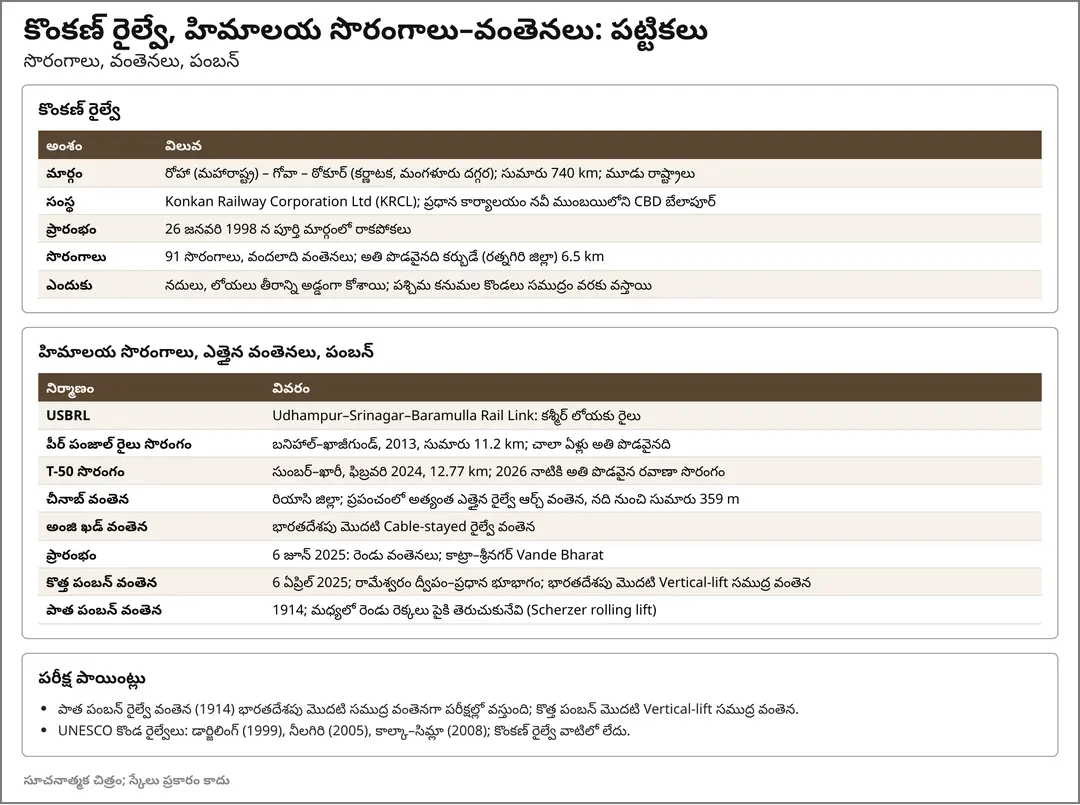 కొంకణ్ రైల్వే, హిమాలయ సొరంగాలు–వంతెనలు: పట్టికలు
సొరంగాలు, వంతెనలు, పంబన్
కొంకణ్ రైల్వే
అంశం విలువ
మార్గం రోహా (మహారాష్ట్ర) – గోవా – ఠోకూర్ (కర్ణాటక, మంగళూరు దగ్గర); సుమారు 740 km; మూడు రాష్ట్రాలు
సంస్థ Konkan Railway Corporation Ltd (KRCL); ప్రధాన కార్యాలయం నవీ ముంబయిలోని CBD బేలాపూర్
ప్రారంభం 26 జనవరి 1998 న పూర్తి మార్గంలో రాకపోకలు
సొరంగాలు 91 సొరంగాలు, వందలాది వంతెనలు; అతి పొడవైనది కర్బుడే (రత్నగిరి జిల్లా) 6.5 km
ఎందుకు నదులు, లోయలు తీరాన్ని అడ్డంగా కోశాయి; పశ్చిమ కనుమల కొండలు సముద్రం వరకు వస్తాయి
హిమాలయ సొరంగాలు, ఎత్తైన వంతెనలు, పంబన్
నిర్మాణం వివరం
USBRL Udhampur–Srinagar–Baramulla Rail Link: కశ్మీర్ లోయకు రైలు
పీర్ పంజాల్ రైలు సొరంగం బనిహాల్–ఖాజీగుండ్, 2013, సుమారు 11.2 km; చాలా ఏళ్లు అతి పొడవైనది
T-50 సొరంగం సుంబర్–ఖారీ, ఫిబ్రవరి 2024, 12.77 km; 2026 నాటికి అతి పొడవైన రవాణా సొరంగం
చీనాబ్ వంతెన రియాసి జిల్లా; ప్రపంచంలో అత్యంత ఎత్తైన రైల్వే ఆర్చ్ వంతెన, నది నుంచి సుమారు 359 m
అంజి ఖడ్ వంతెన భారతదేశపు మొదటి Cable-stayed రైల్వే వంతెన
ప్రారంభం 6 జూన్ 2025: రెండు వంతెనలు; కాట్రా–శ్రీనగర్ Vande Bharat
కొత్త పంబన్ వంతెన 6 ఏప్రిల్ 2025; రామేశ్వరం ద్వీపం–ప్రధాన భూభాగం; భారతదేశపు మొదటి Vertical-lift సముద్ర వంతెన
పాత పంబన్ వంతెన 1914; మధ్యలో రెండు రెక్కలు పైకి తెరుచుకునేవి (Scherzer rolling lift)
పరీక్ష పాయింట్లు
• పాత పంబన్ రైల్వే వంతెన (1914) భారతదేశపు మొదటి సముద్ర వంతెనగా పరీక్షల్లో వస్తుంది; కొత్త పంబన్ మొదటి Vertical-lift సముద్ర వంతెన.
• UNESCO కొండ రైల్వేలు: డార్జిలింగ్ (1999), నీలగిరి (2005), కాల్కా–సిమ్లా (2008); కొంకణ్ రైల్వే వాటిలో లేదు.
సూచనాత్మక చిత్రం; స్కేలు ప్రకారం కాదు